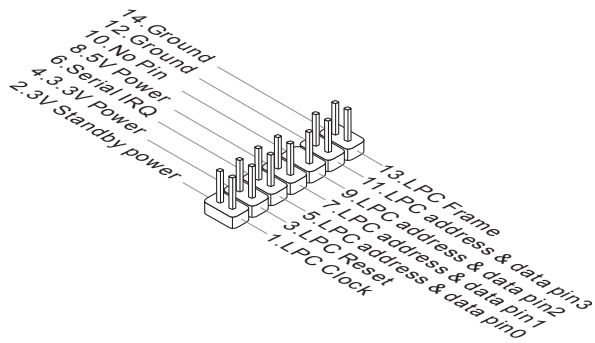 14.Ground
12.Ground
10.No Pin
8.5V Power
6.Serial IRQ
4.3.3V Power
2.3V Standby power
13.LPC Frame
11.LPC address & data pin3
9.LPC address & data pin2
7.LPC address & data pin1
5.LPC address & data pin0
3.LPC Reset
1.LPC Clock